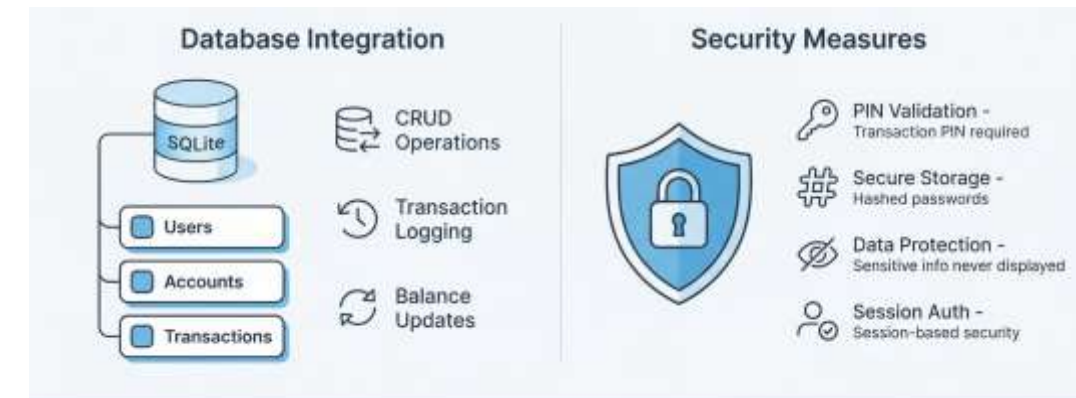 Database Integration
SQLite
Users
Accounts
Transactions
CRUD
Operations
Transaction
Logging
Balance
Updates
Security Measures
PIN Validation -
Transaction PIN required
Secure Storage -
Hashed passwords
Data Protection -
Sensitive info never displayed
Session Auth -
Session-based security